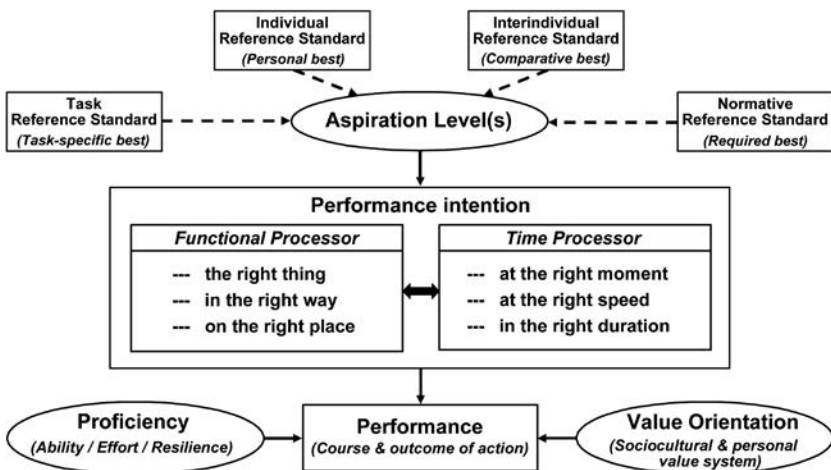 Individual
Reference Standard
(Personal best)
Interindividual
Reference Standard
(Comparative best)
Task
Reference Standard
(Task-specific best)
Aspiration Level(s)
Normative
Reference Standard
(Required best)
Performance intention
Functional Processor
--- the right thing
--- in the right way
--- on the right place
Time Processor
--- at the right moment
--- at the right speed
--- in the right duration
Proficiency
(Ability / Effort / Resilience)
Performance
(Course & outcome of action)
Value Orientation
(Sociocultural & personal
value system)